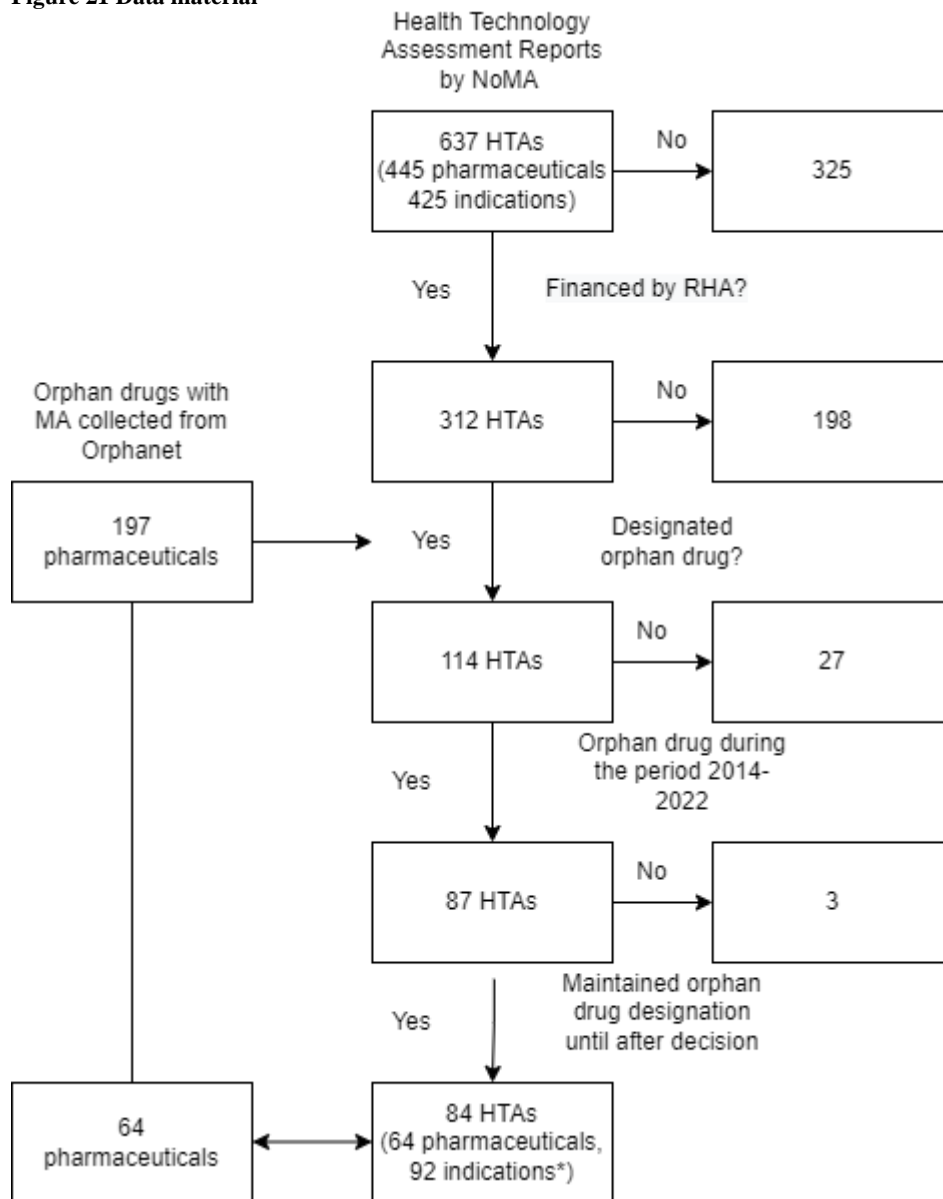 Figure 21 Data material
Health Technology
Assessment Reports
by NoMA
637 HTAs
(445 pharmaceuticals
425 indications)
No
325
Yes
Financed by RHA?
Orphan drugs with
MA collected from
Orphanet
312 HTAs
No
198
197
pharmaceuticals
Yes
Designated
orphan drug?
114 HTAs
No
27
Yes
Orphan drug during
the period 2014-
2022
87 HTAs
No
3
Yes
Maintained orphan
drug designation
until after decision
64
pharmaceuticals
84 HTAs
(64 pharmaceuticals,
92 indications*)